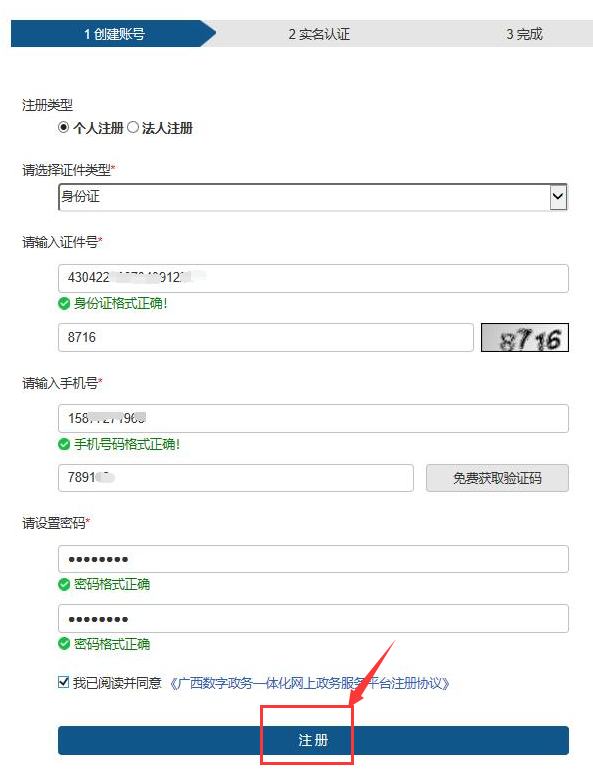 1 创建账号 2 实名认证 3 完成
注册类型
个人注册 法人注册
请选择证件类型*
身份证
请输入证件号*
430422
身份证格式正确!
8716 8716
请输入手机号*
158
手机号码格式正确!
7891 免费获取验证码
请设置密码*
●●●●●●●●
密码格式正确
●●●●●●●●
密码格式正确
我已阅读并同意《广西数字政务一体化网上政务服务平台注册协议》
注 册